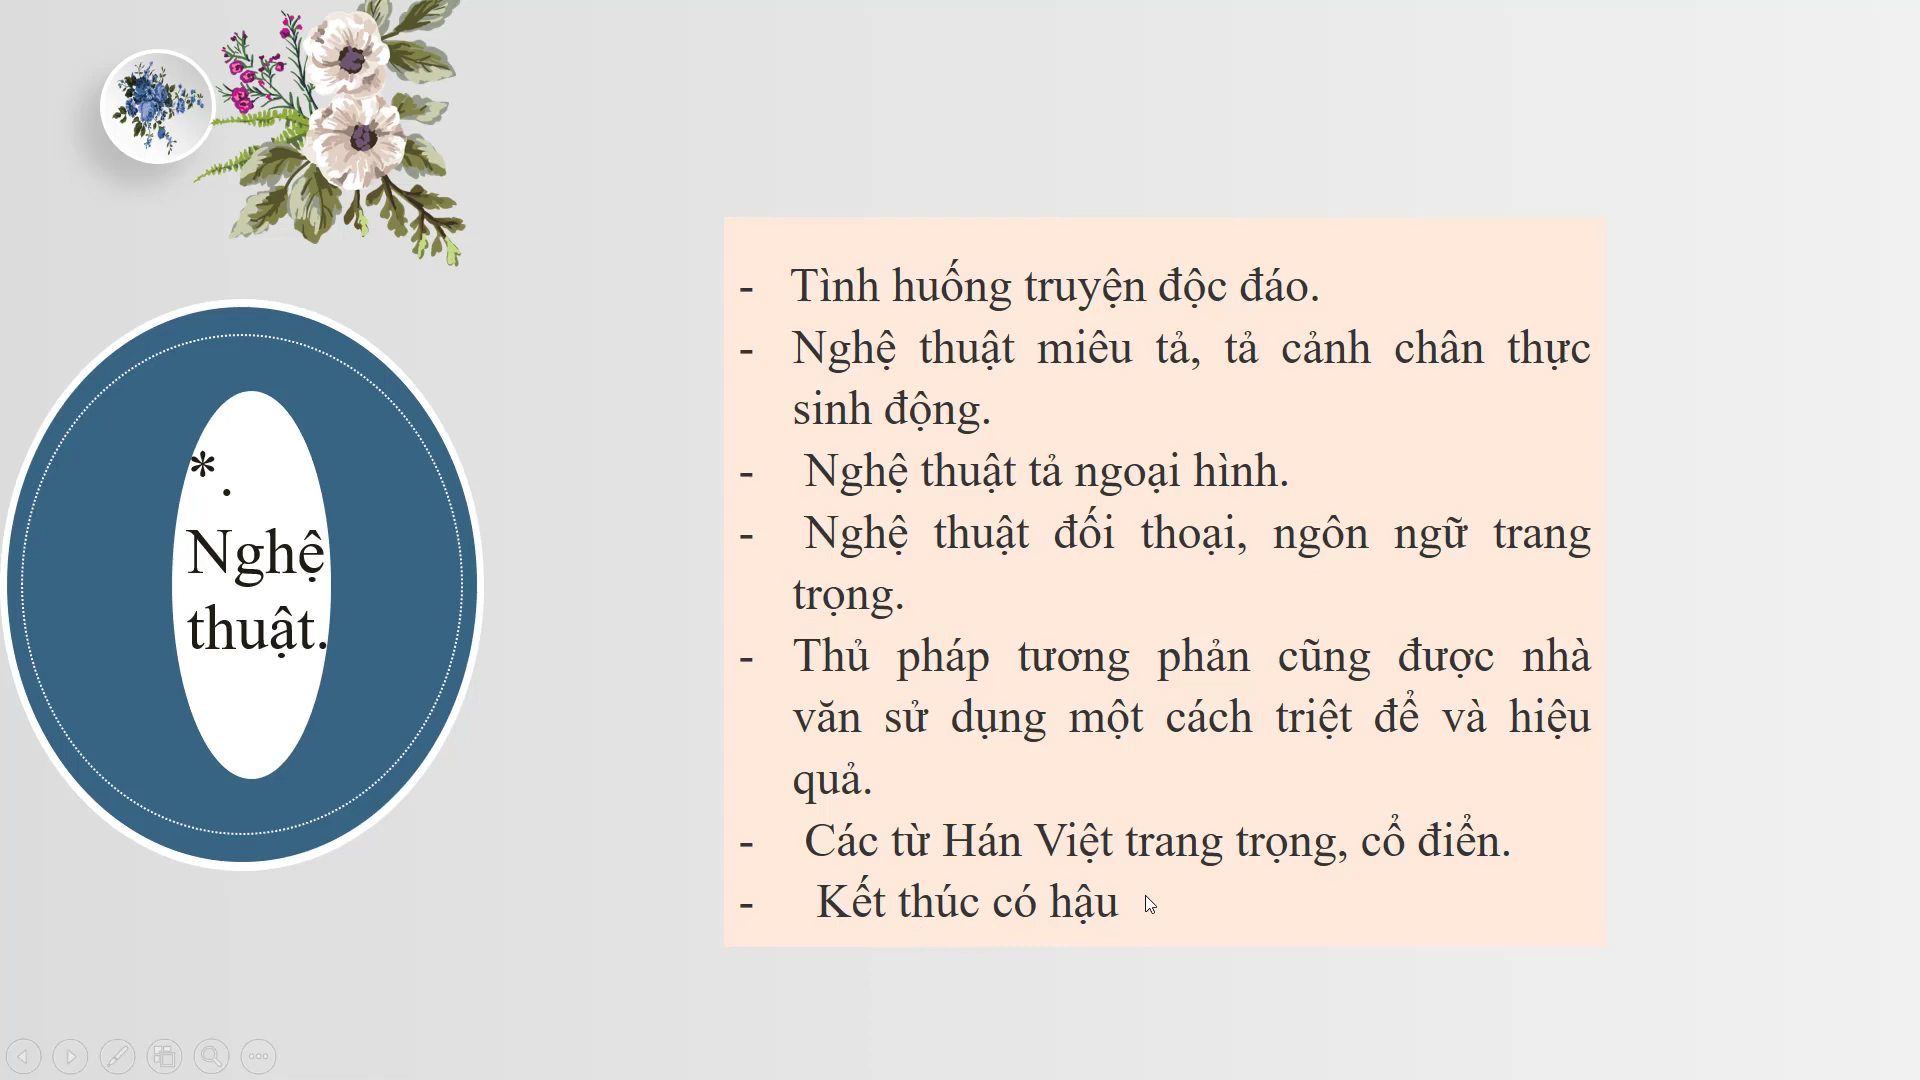 *.
Nghệ
thuật.
- Tình huống truyện độc đáo.
- Nghệ thuật miêu tả, tả cảnh chân thực
sinh động.
- Nghệ thuật tả ngoại hình.
- Nghệ thuật đối thoại, ngôn ngữ trang
trọng.
- Thủ pháp tương phản cũng được nhà
văn sử dụng một cách triệt để và hiệu
quả.
- Các từ Hán Việt trang trọng, cổ điển.
- Kết thúc có hậu